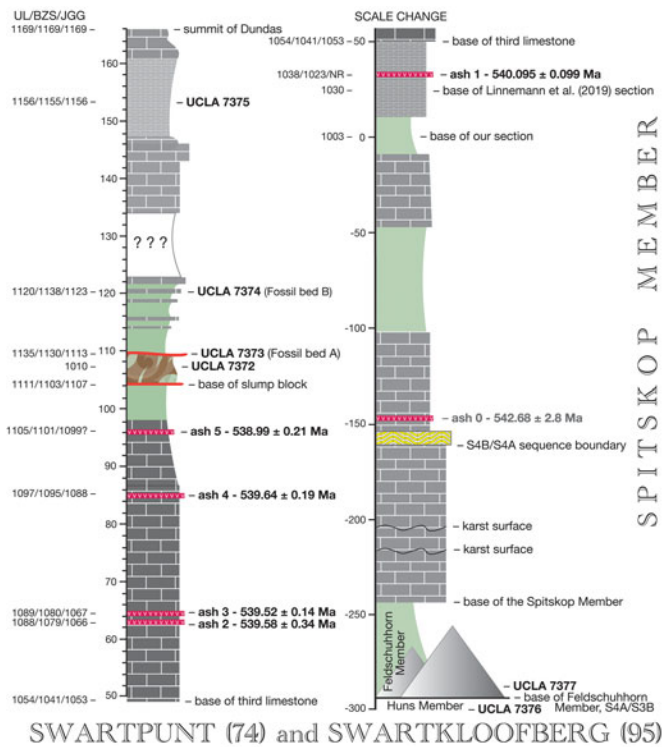 UL/BZS/JGG
1169/1169/1169
summit of Dundas
160
1156/1155/1156
UCLA 7375
150
140
130
? ? ?
1120/1138/1123
120
UCLA 7374 (Fossil bed B)
1135/1130/1113
110
UCLA 7373 (Fossil bed A)
1010
UCLA 7372
1111/1103/1107
base of slump block
100
1105/1101/1099?
ash 5 - 538.99 ± 0.21 Ma
90
1097/1095/1088
ash 4 - 539.64 ± 0.19 Ma
80
70
1089/1080/1067
ash 3 - 539.52 ± 0.14 Ma
1088/1079/1066
ash 2 - 539.58 ± 0.34 Ma
60
50
1054/1041/1053
base of third limestone
SCALE CHANGE
1054/1041/1053
50
base of third limestone
1038/1023/NR
ash 1 - 540.095 ± 0.099 Ma
1030
base of Linnemann et al. (2019) section
1003
0
base of our section
-50
-100
ash 0 - 542.68 ± 2.8 Ma
-150
S4B/S4A sequence boundary
-200
karst surface
karst surface
base of the Spitskop Member
-250
Feldschuhhorn
Member
UCLA 7377
base of Feldschuhhorn
Member, S4A/S3B
-300
Huns Member
UCLA 7376
SPITSKOP MEMBER
SWARTPUNT (74) and SWARTKLOOFBERG (95)